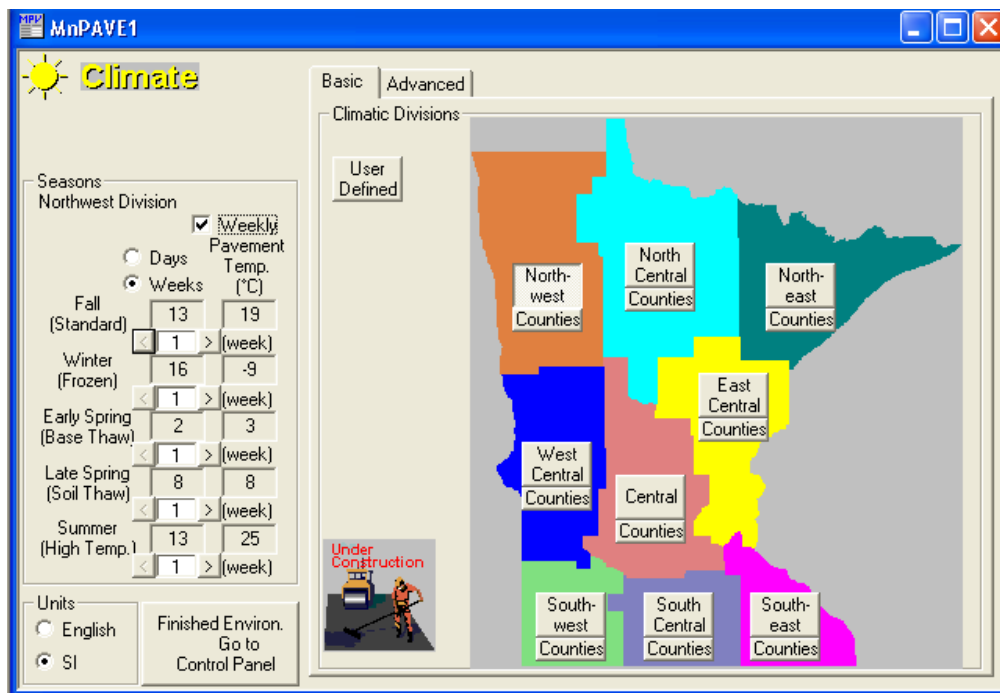 MPV
MnPAVE1
Climate
Basic
Advanced
Climatic Divisions
User
Defined
Seasons
Northwest Division
Weekly
Days
Weeks
Pavement
Temp.
(°C)
Fall
(Standard)
13
19
< 1 > (week)
Winter
(Frozen)
16
-9
< 1 > (week)
Early Spring
(Base Thaw)
2
3
< 1 > (week)
Late Spring
(Soil Thaw)
8
8
< 1 > (week)
Summer
(High Temp.)
13
25
< 1 > (week)
Units
English
SI
Finished Environ.
Go to
Control Panel
Under
Construction
North-
west
Counties
North
Central
Counties
North-
east
Counties
East
Central
Counties
West
Central
Counties
Central
Counties
South-
west
Counties
South
Central
Counties
South-
east
Counties